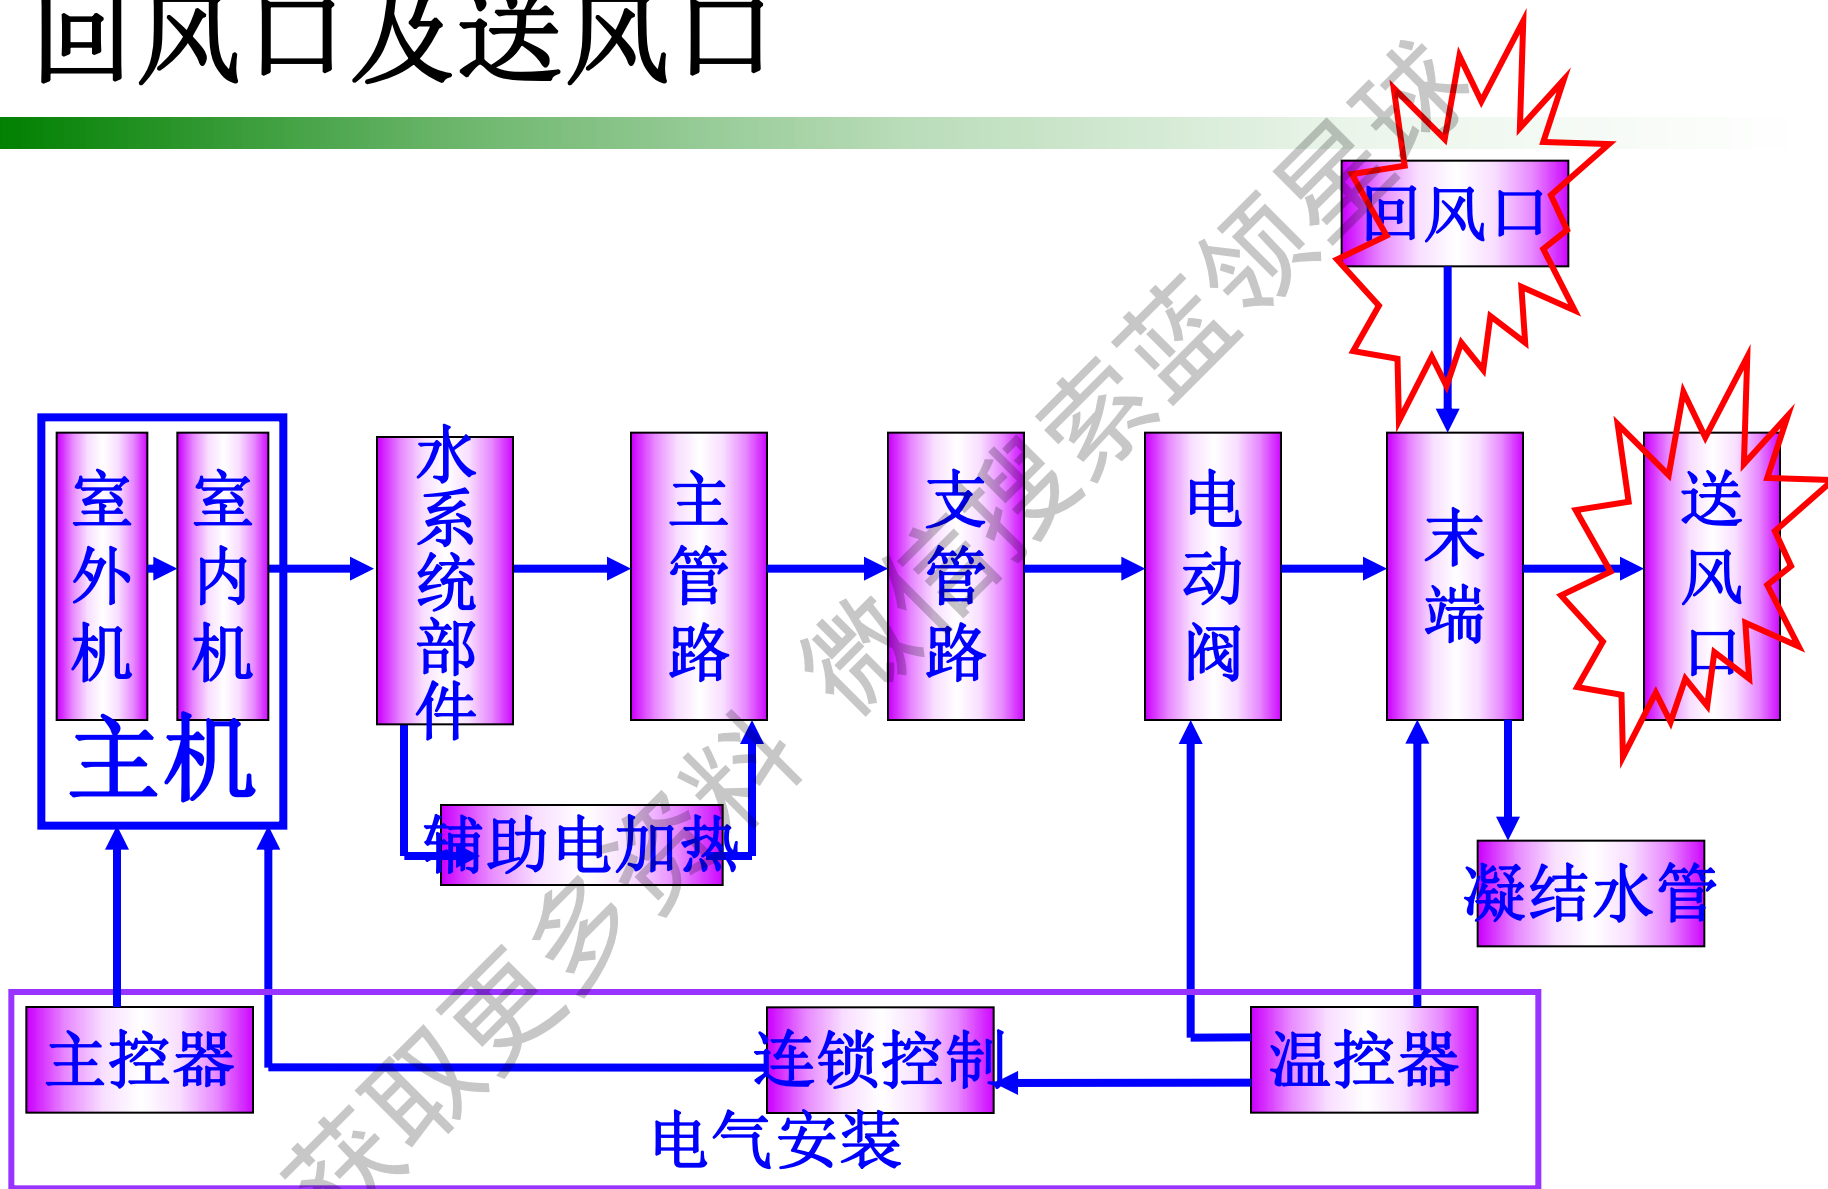 回风口及送风口
回风口
室外机
室内机
主机
水系统部件
主管路
支管路
电动阀
末端
送风口
辅助电加热
凝结水管
主控器
连锁控制
温控器
电气安装
获取更多资料 微信搜索蓝领星球